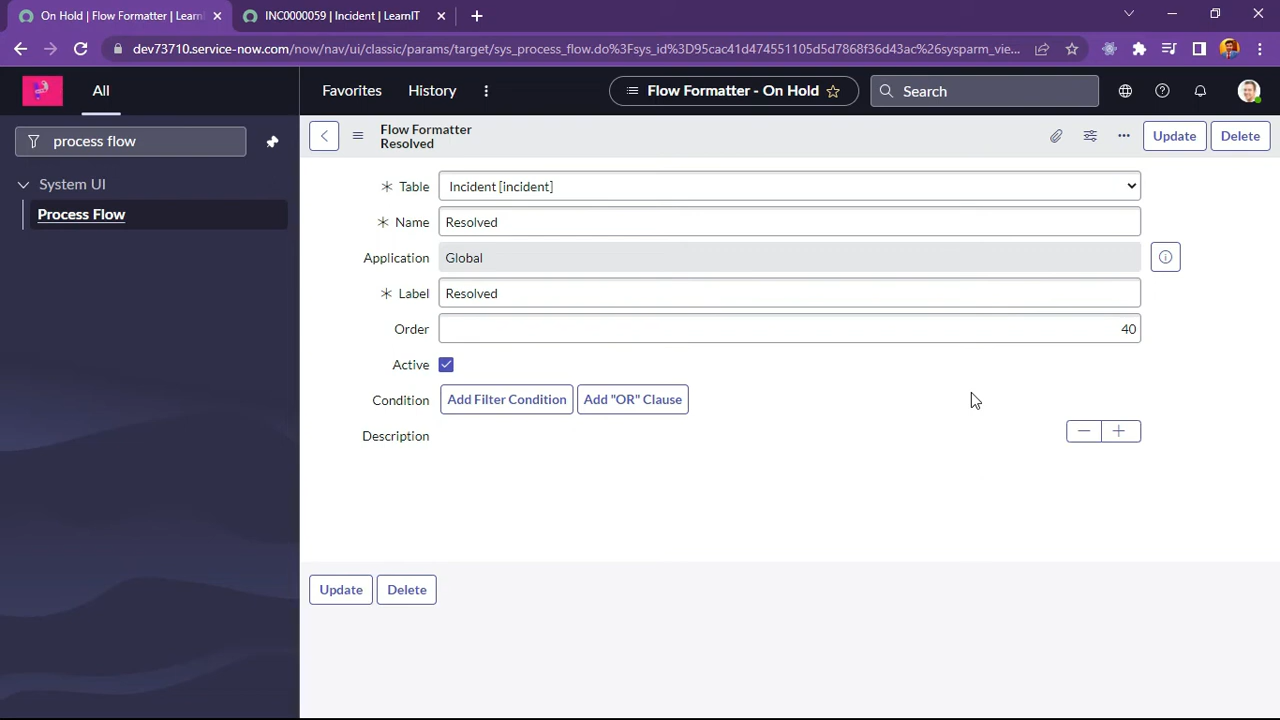 On Hold | Flow Formatter | Learn
INC0000059 | Incident | LearnIT
dev73710.service-now.com/now/nav/ui/classic/params/target/sys_process_flow.do%3Fsys_id%3D95cac41d474551105d5d7868f36d43ac%26sysparm_vie...
All
Favorites
History
Flow Formatter - On Hold
Search
process flow
Flow Formatter
Resolved
Update
Delete
System UI
Process Flow
Table
Incident [incident]
Name
Resolved
Application
Global
Label
Resolved
Order
40
Active
Condition
Add Filter Condition
Add "OR" Clause
Description
Update
Delete